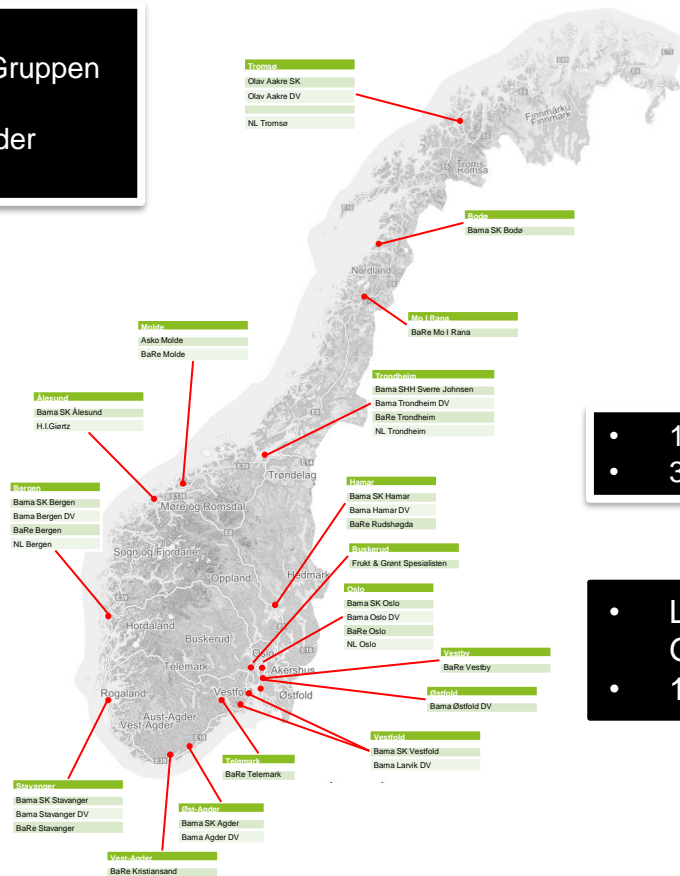 Gruppen
der
Tromsø
Olav Aakre SK
Olav Aakre DV
NL Tromsø
Finnmárku
Finnmark
Troms
Romsa
Bodø
Bama SK Bodø
Nordland
Mo I Rana
BaRe Mo I Rana
Molde
Asko Molde
BaRe Molde
Trondheim
Bama SHH Sverre Johnsen
Bama Trondheim DV
BaRe Trondheim
NL Trondheim
Ålesund
Bama SK Ålesund
H.I.Giørtz
• 1
• 3
Trøndelag
Møre og Romsdal
Bergen
Bama SK Bergen
Bama Bergen DV
BaRe Bergen
NL Bergen
Hamar
Bama SK Hamar
Bama Hamar DV
BaRe Rudshøgda
Sogn og Fjordane
Buskerud
Frukt & Grønt Spesialisten
Oppland
Hedmark
Oslo
Bama SK Oslo
Bama Oslo DV
BaRe Oslo
NL Oslo
• L
• 1
Hordaland
Buskerud
Oslo
Akershus
Telemark
Vestby
BaRe Vestby
Rogaland
Vestfold
Østfold
Østfold
Bama Østfold DV
Aust-Agder
Vest-Agder
Vestfold
Bama SK Vestfold
Bama Larvik DV
Telemark
BaRe Telemark
Stavanger
Bama SK Stavanger
Bama Stavanger DV
BaRe Stavanger
Øst-Agder
Bama SK Agder
Bama Agder DV
Vest-Agder
BaRe Kristiansand